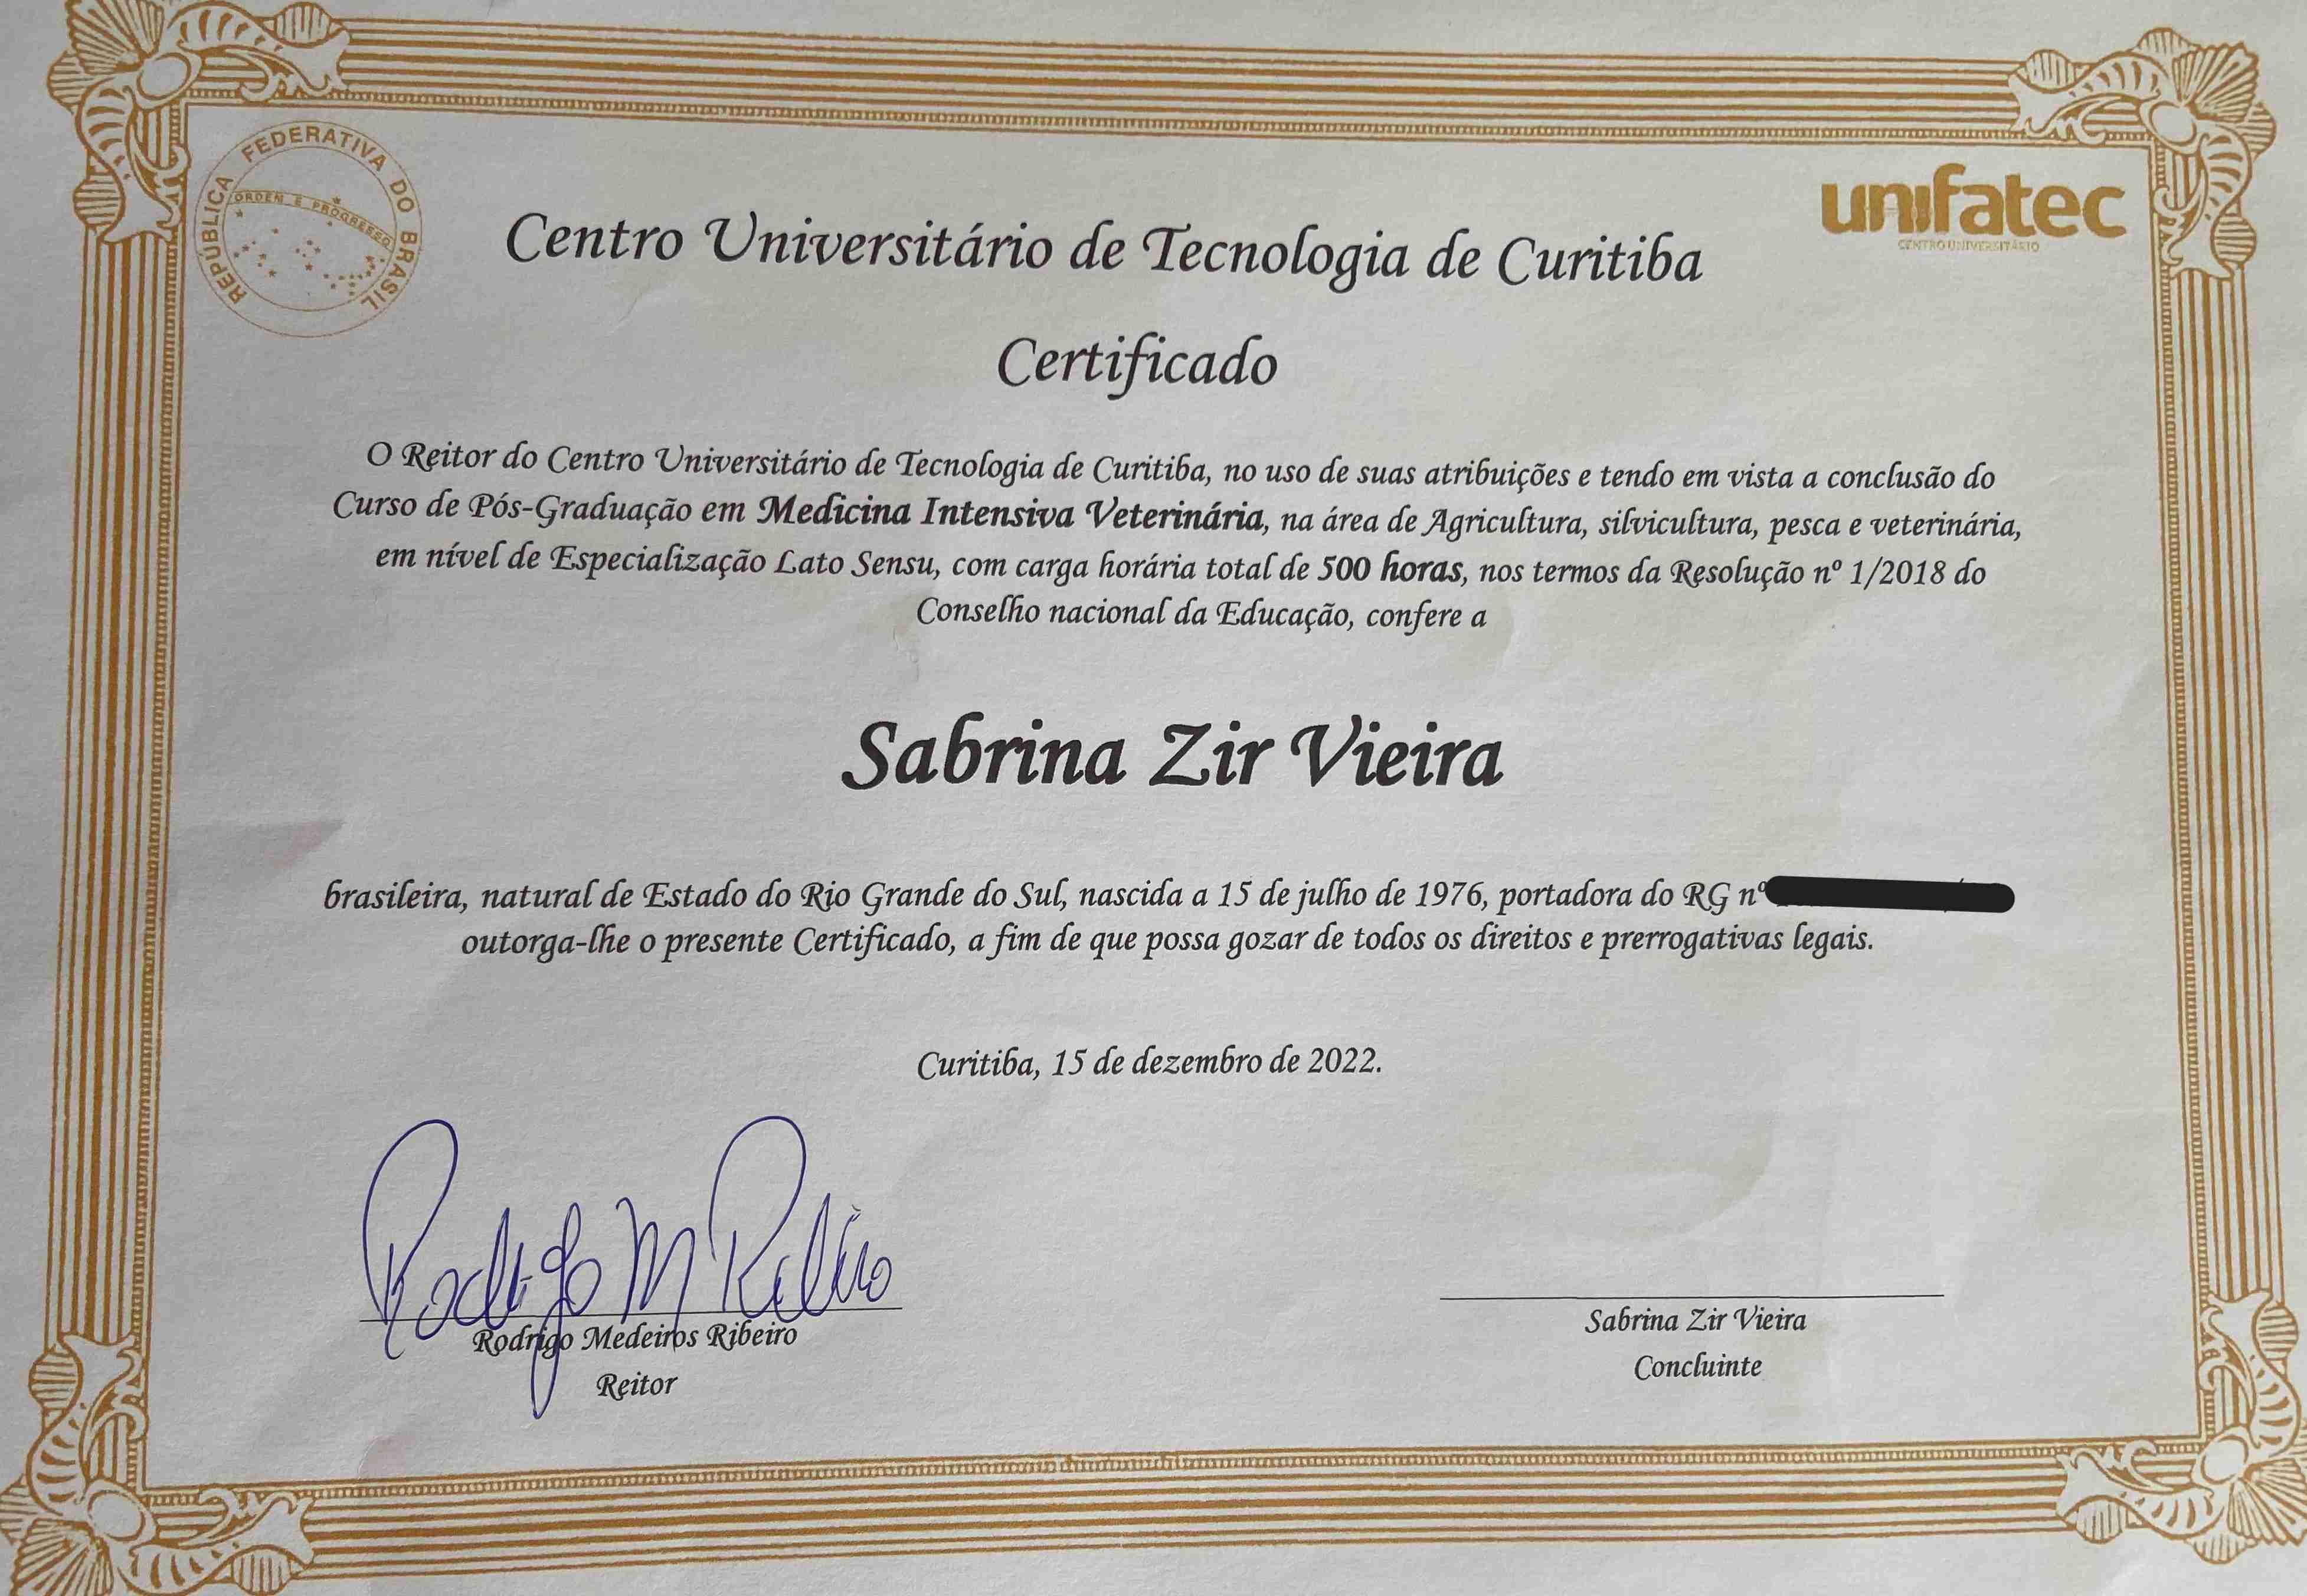 REPÚBLICA FEDERATIVA DO BRASIL
ORDEM E PROGRESSO
unifatec
CENTRO UNIVERSITÁRIO
Centro Universitário de Tecnologia de Curitiba
Certificado
O Reitor do Centro Universitário de Tecnologia de Curitiba, no uso de suas atribuições e tendo em vista a conclusão do
Curso de Pós-Graduação em Medicina Intensiva Veterinária, na área de Agricultura, silvicultura, pesca e veterinária,
em nível de Especialização Lato Sensu, com carga horária total de 500 horas, nos termos da Resolução nº 1/2018 do
Conselho nacional da Educação, confere a
Sabrina Zir Vieira
brasileira, natural de Estado do Rio Grande do Sul, nascida a 15 de julho de 1976, portadora do RG nº
outorga-lhe o presente Certificado, a fim de que possa gozar de todos os direitos e prerrogativas legais.
Curitiba, 15 de dezembro de 2022.
Rodrigo M Ribeiro
Rodrigo Medeiros Ribeiro
Reitor
Sabrina Zir Vieira
Concluinte